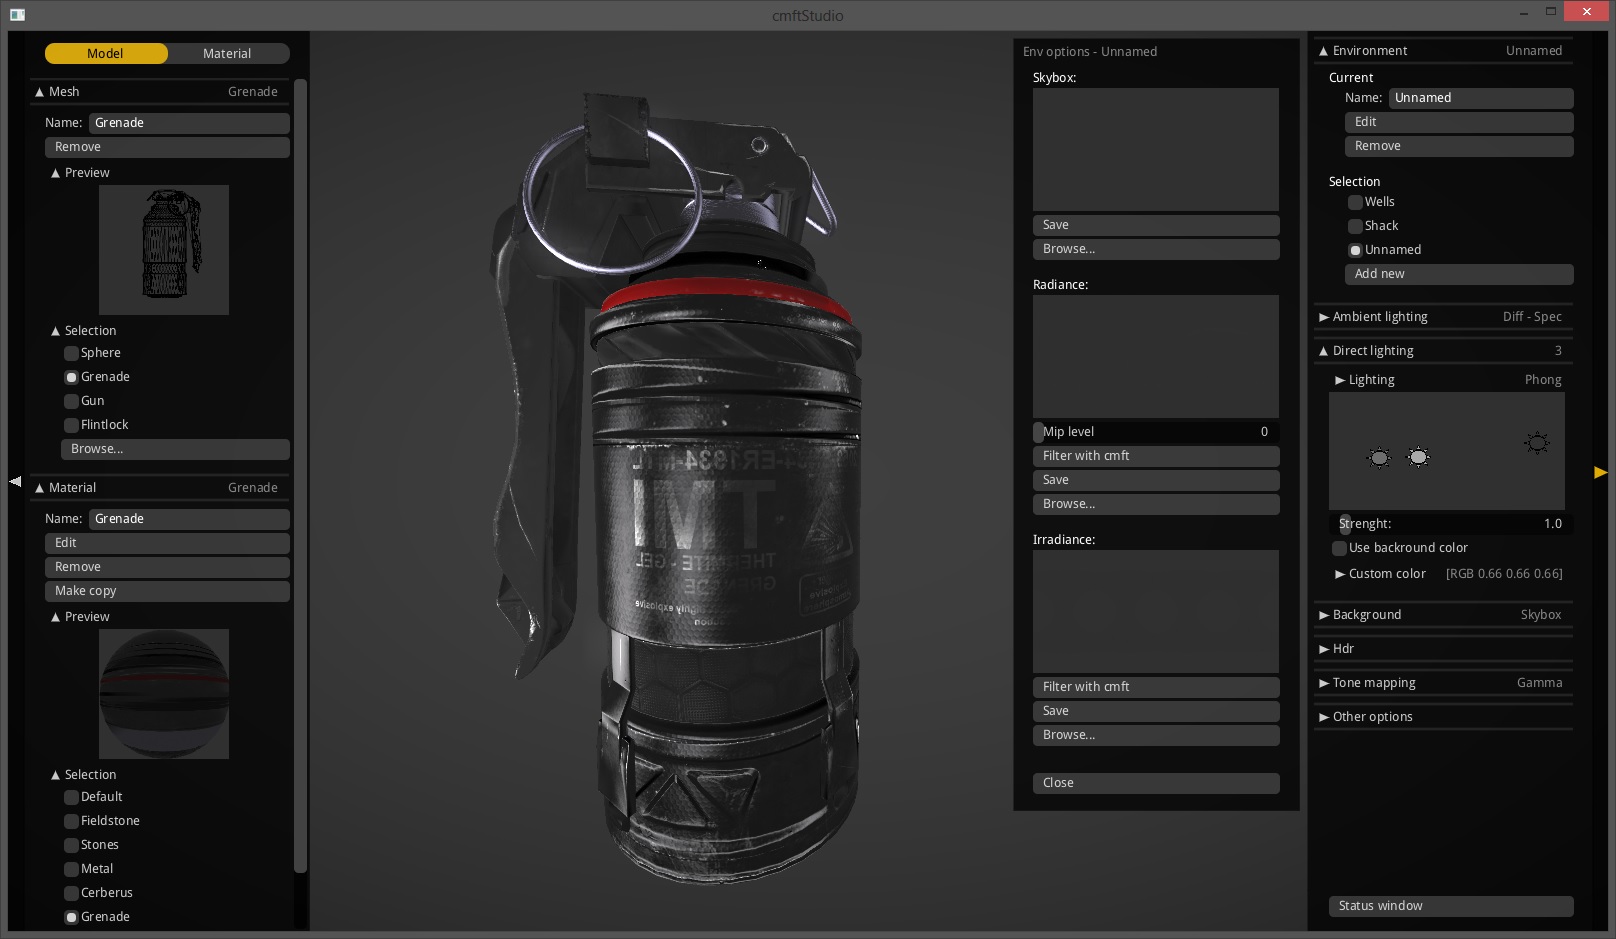 cmftStudio
Model
Material
Mesh
Grenade
Name:
Grenade
Remove
Preview
Selection
Sphere
Grenade
Gun
Flintlock
Browse...
Material
Grenade
Name:
Grenade
Edit
Remove
Make copy
Preview
Selection
Default
Fieldstone
Stones
Metal
Cerberus
Grenade
TMI
THERMITE - GEL
GRENADE
Env options - Unnamed
Skybox:
Save
Browse...
Radiance:
Mip level
0
Filter with cmft
Save
Browse...
Irradiance:
Filter with cmft
Save
Browse...
Close
Environment
Unnamed
Current
Name:
Unnamed
Edit
Remove
Selection
Wells
Shack
Unnamed
Add new
Ambient lighting
Diff - Spec
Direct lighting
3
Lighting
Phong
Strenght:
1.0
Use backround color
Custom color
[RGB 0.66 0.66 0.66]
Background
Skybox
Hdr
Tone mapping
Gamma
Other options
Status window